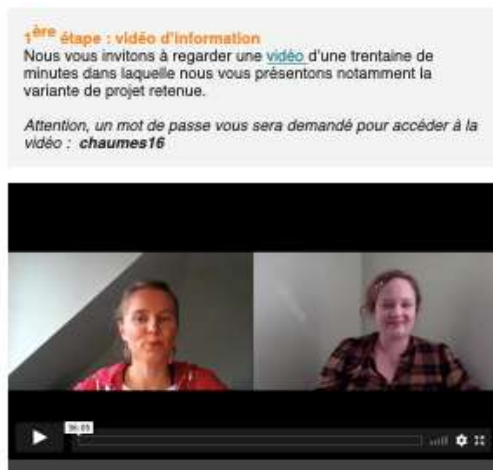 1ère étape : vidéo d'information
Nous vous invitons à regarder une vidéo d'une trentaine de
minutes dans laquelle nous vous présentons notamment la
variante de projet retenue.
Attention, un mot de passe vous sera demandé pour accéder à la
vidéo : chaumes16